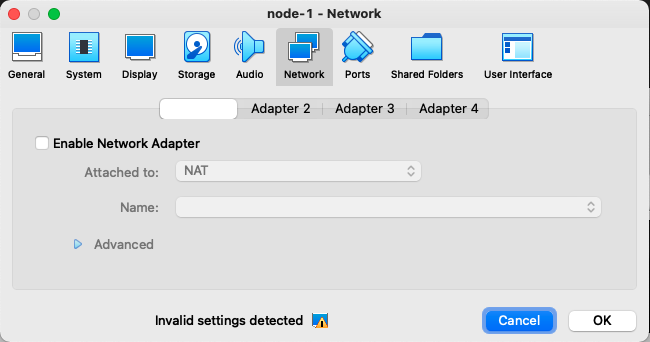 node-1 - Network
General System Display Storage Audio Network Ports Shared Folders User Interface
Adapter 2 Adapter 3 Adapter 4
Enable Network Adapter
Attached to: NAT
Name:
Advanced
Invalid settings detected Cancel OK